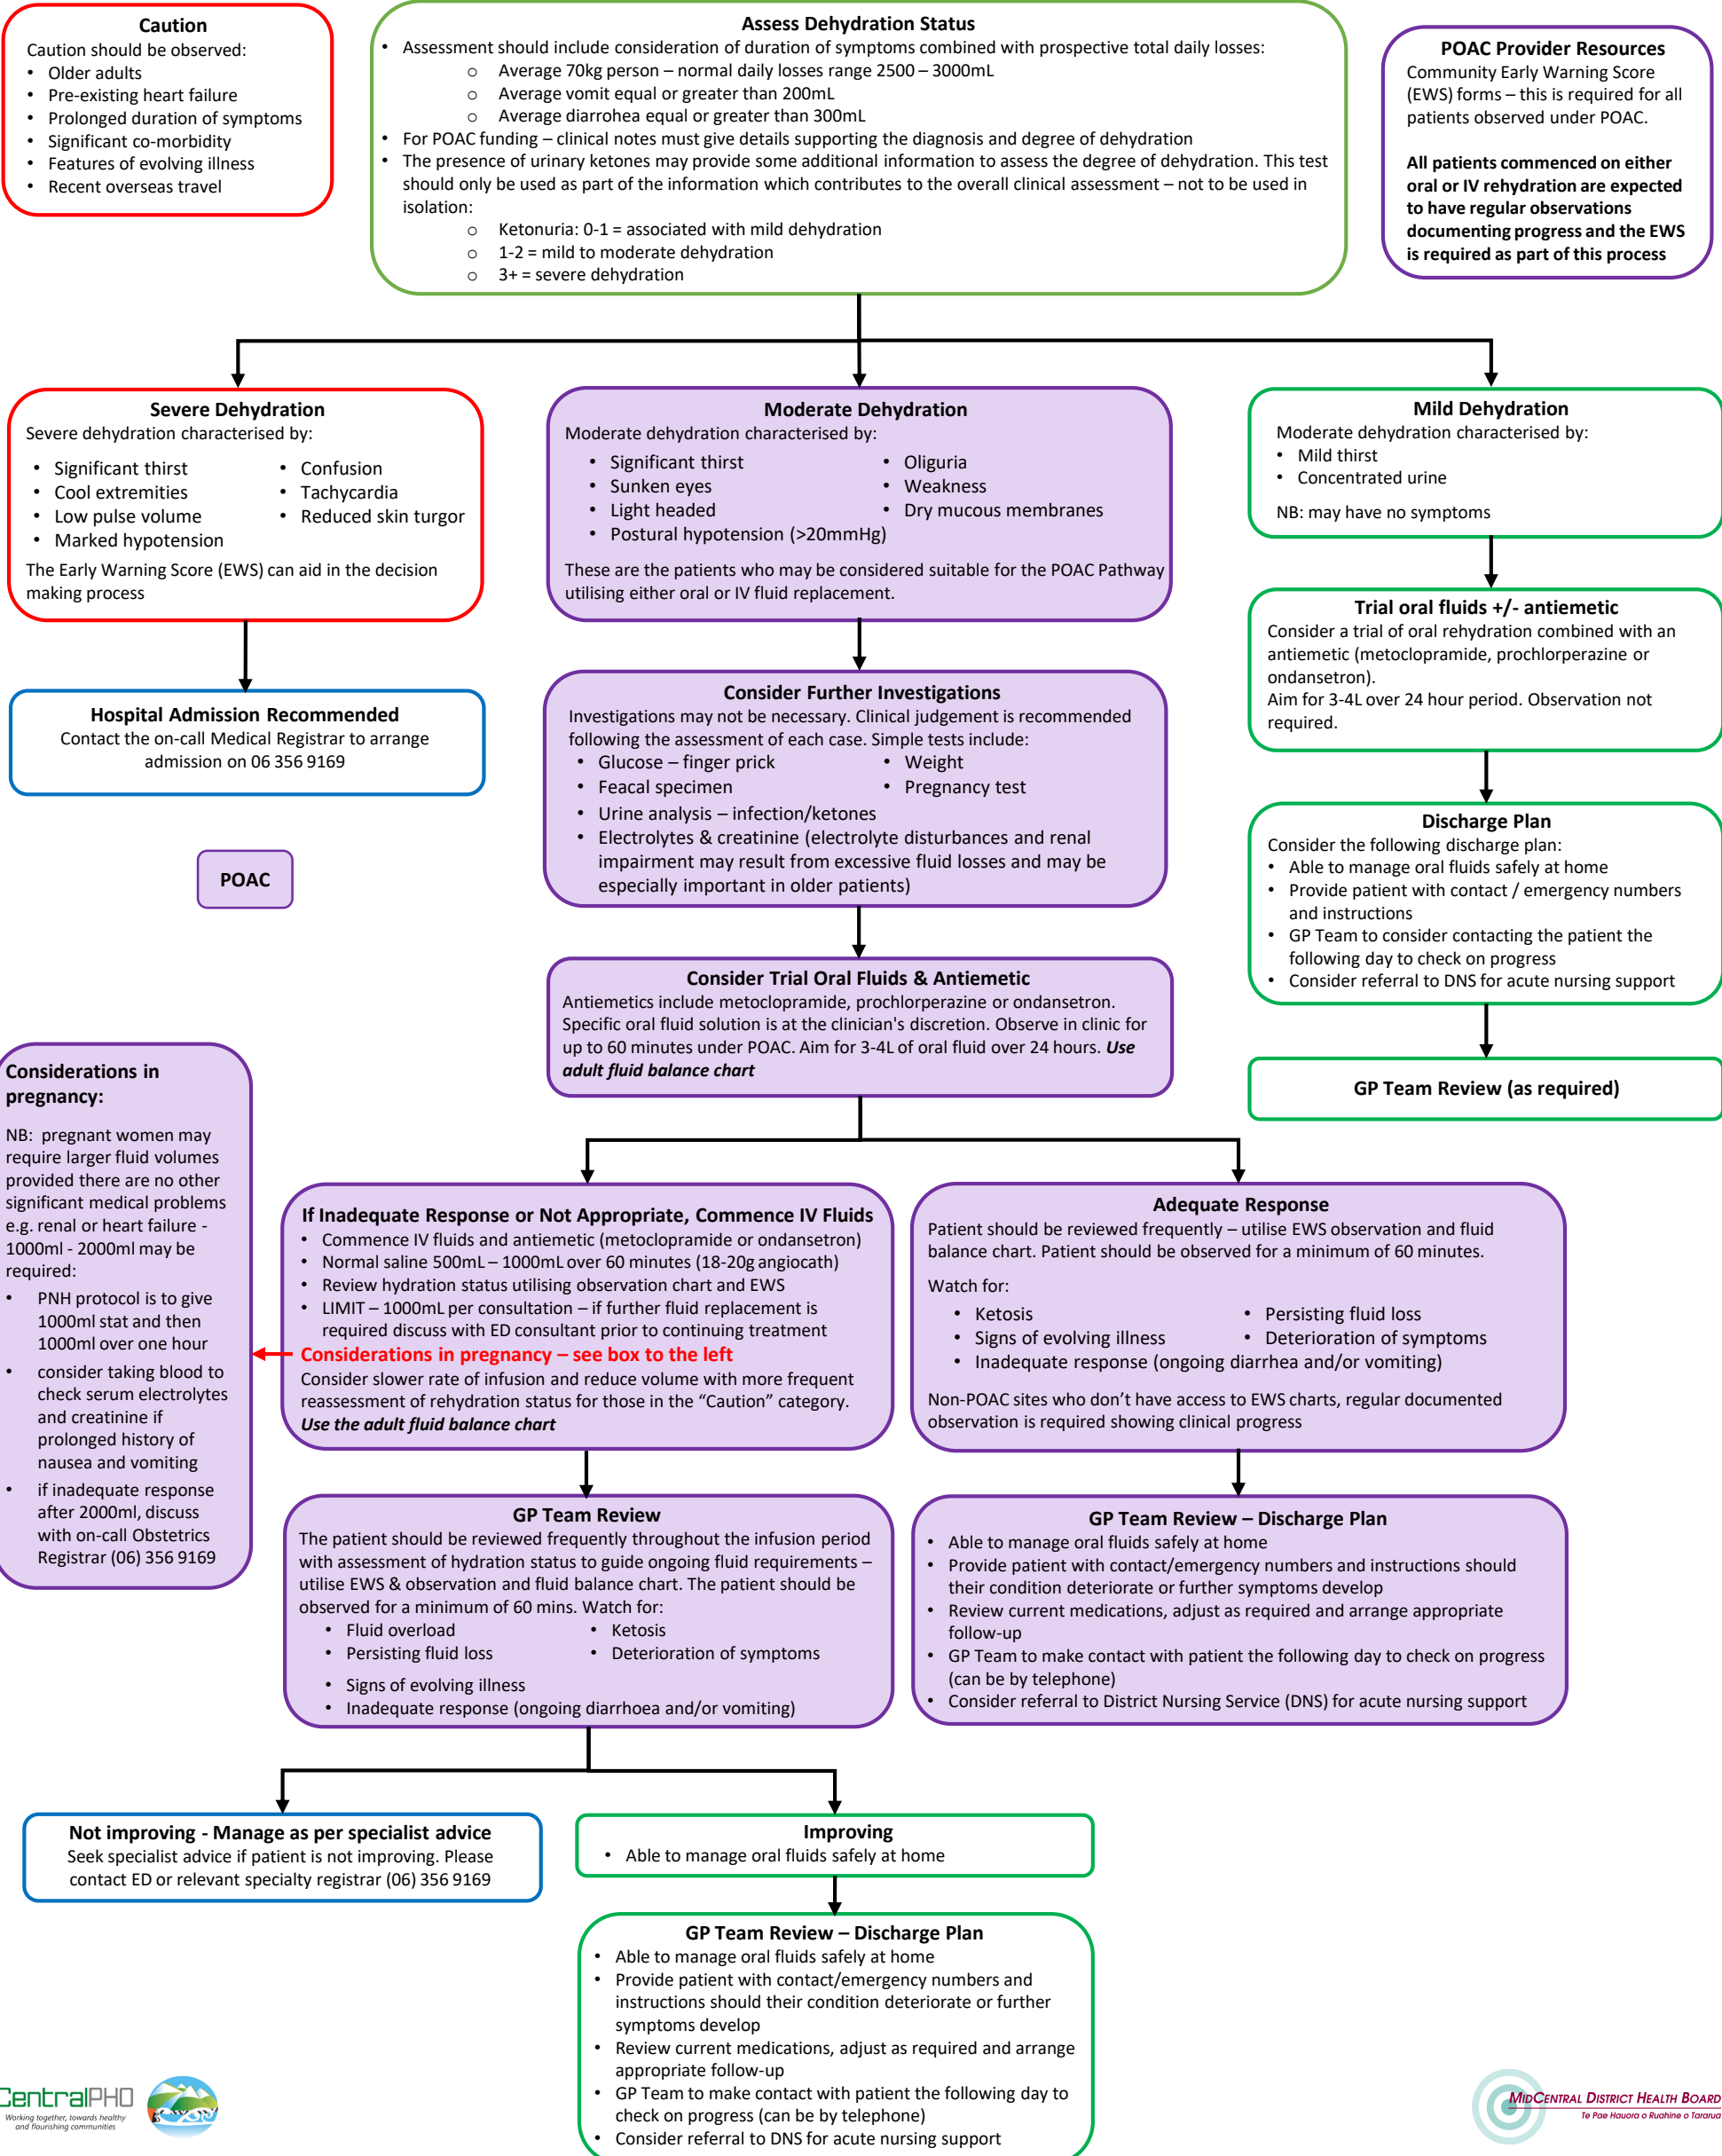 Caution
Caution should be observed:
• Older adults
• Pre-existing heart failure
• Prolonged duration of symptoms
• Significant co-morbidity
• Features of evolving illness
• Recent overseas travel
Assess Dehydration Status
• Assessment should include consideration of duration of symptoms combined with prospective total daily losses:
o Average 70kg person – normal daily losses range 2500 – 3000mL
o Average vomit equal or greater than 200mL
o Average diarrohea equal or greater than 300mL
• For POAC funding – clinical notes must give details supporting the diagnosis and degree of dehydration
• The presence of urinary ketones may provide some additional information to assess the degree of dehydration. This test
should only be used as part of the information which contributes to the overall clinical assessment – not to be used in
isolation:
o Ketonuria: 0-1 = associated with mild dehydration
o 1-2 = mild to moderate dehydration
o 3+ = severe dehydration
POAC Provider Resources
Community Early Warning Score
(EWS) forms – this is required for all
patients observed under POAC.
All patients commenced on either
oral or IV rehydration are expected
to have regular observations
documenting progress and the EWS
is required as part of this process
Severe Dehydration
Severe dehydration characterised by:
• Significant thirst
• Cool extremities
• Low pulse volume
• Marked hypotension
• Confusion
• Tachycardia
• Reduced skin turgor
The Early Warning Score (EWS) can aid in the decision
making process
Moderate Dehydration
Moderate dehydration characterised by:
• Significant thirst
• Sunken eyes
• Light headed
• Postural hypotension (>20mmHg)
• Oliguria
• Weakness
• Dry mucous membranes
These are the patients who may be considered suitable for the POAC Pathway
utilising either oral or IV fluid replacement.
Mild Dehydration
Moderate dehydration characterised by:
• Mild thirst
• Concentrated urine
NB: may have no symptoms
Hospital Admission Recommended
Contact the on-call Medical Registrar to arrange
admission on 06 356 9169
Consider Further Investigations
Investigations may not be necessary. Clinical judgement is recommended
following the assessment of each case. Simple tests include:
• Glucose – finger prick
• Feacal specimen
• Weight
• Pregnancy test
• Urine analysis – infection/ketones
• Electrolytes & creatinine (electrolyte disturbances and renal
impairment may result from excessive fluid losses and may be
especially important in older patients)
Trial oral fluids +/- antiemetic
Consider a trial of oral rehydration combined with an
antiemetic (metoclopramide, prochlorperazine or
ondansetron).
Aim for 3-4L over 24 hour period. Observation not
required.
POAC
Discharge Plan
Consider the following discharge plan:
• Able to manage oral fluids safely at home
• Provide patient with contact / emergency numbers
and instructions
• GP Team to consider contacting the patient the
following day to check on progress
• Consider referral to DNS for acute nursing support
Consider Trial Oral Fluids & Antiemetic
Antiemetics include metoclopramide, prochlorperazine or ondansetron.
Specific oral fluid solution is at the clinician's discretion. Observe in clinic for
up to 60 minutes under POAC. Aim for 3-4L of oral fluid over 24 hours. Use
adult fluid balance chart
GP Team Review (as required)
Considerations in
pregnancy:
NB: pregnant women may
require larger fluid volumes
provided there are no other
significant medical problems
e.g. renal or heart failure -
1000ml - 2000ml may be
required:
• PNH protocol is to give
1000ml stat and then
1000ml over one hour
• consider taking blood to
check serum electrolytes
and creatinine if
prolonged history of
nausea and vomiting
• if inadequate response
after 2000ml, discuss
with on-call Obstetrics
Registrar (06) 356 9169
If Inadequate Response or Not Appropriate, Commence IV Fluids
• Commence IV fluids and antiemetic (metoclopramide or ondansetron)
• Normal saline 500mL – 1000mL over 60 minutes (18-20g angiocath)
• Review hydration status utilising observation chart and EWS
• LIMIT – 1000mL per consultation – if further fluid replacement is
required discuss with ED consultant prior to continuing treatment
Considerations in pregnancy – see box to the left
Consider slower rate of infusion and reduce volume with more frequent
reassessment of rehydration status for those in the “Caution” category.
Use the adult fluid balance chart
Adequate Response
Patient should be reviewed frequently – utilise EWS observation and fluid
balance chart. Patient should be observed for a minimum of 60 minutes.
Watch for:
• Ketosis
• Signs of evolving illness
• Persisting fluid loss
• Deterioration of symptoms
• Inadequate response (ongoing diarrhea and/or vomiting)
Non-POAC sites who don’t have access to EWS charts, regular documented
observation is required showing clinical progress
GP Team Review
The patient should be reviewed frequently throughout the infusion period
with assessment of hydration status to guide ongoing fluid requirements –
utilise EWS & observation and fluid balance chart. The patient should be
observed for a minimum of 60 mins. Watch for:
• Fluid overload
• Persisting fluid loss
• Ketosis
• Deterioration of symptoms
• Signs of evolving illness
• Inadequate response (ongoing diarrhoea and/or vomiting)
GP Team Review – Discharge Plan
• Able to manage oral fluids safely at home
• Provide patient with contact/emergency numbers and instructions should
their condition deteriorate or further symptoms develop
• Review current medications, adjust as required and arrange appropriate
follow-up
• GP Team to make contact with patient the following day to check on progress
(can be by telephone)
• Consider referral to District Nursing Service (DNS) for acute nursing support
Not improving - Manage as per specialist advice
Seek specialist advice if patient is not improving. Please
contact ED or relevant specialty registrar (06) 356 9169
Improving
• Able to manage oral fluids safely at home
GP Team Review – Discharge Plan
• Able to manage oral fluids safely at home
• Provide patient with contact/emergency numbers and
instructions should their condition deteriorate or further
symptoms develop
• Review current medications, adjust as required and arrange
appropriate follow-up
• GP Team to make contact with patient the following day to
check on progress (can be by telephone)
• Consider referral to DNS for acute nursing support
CentralPHO
Working together, towards healthy
and flourishing communities
MIDCENTRAL DISTRICT HEALTH BOARD
Te Pae Hauora o Ruahine o Tararua